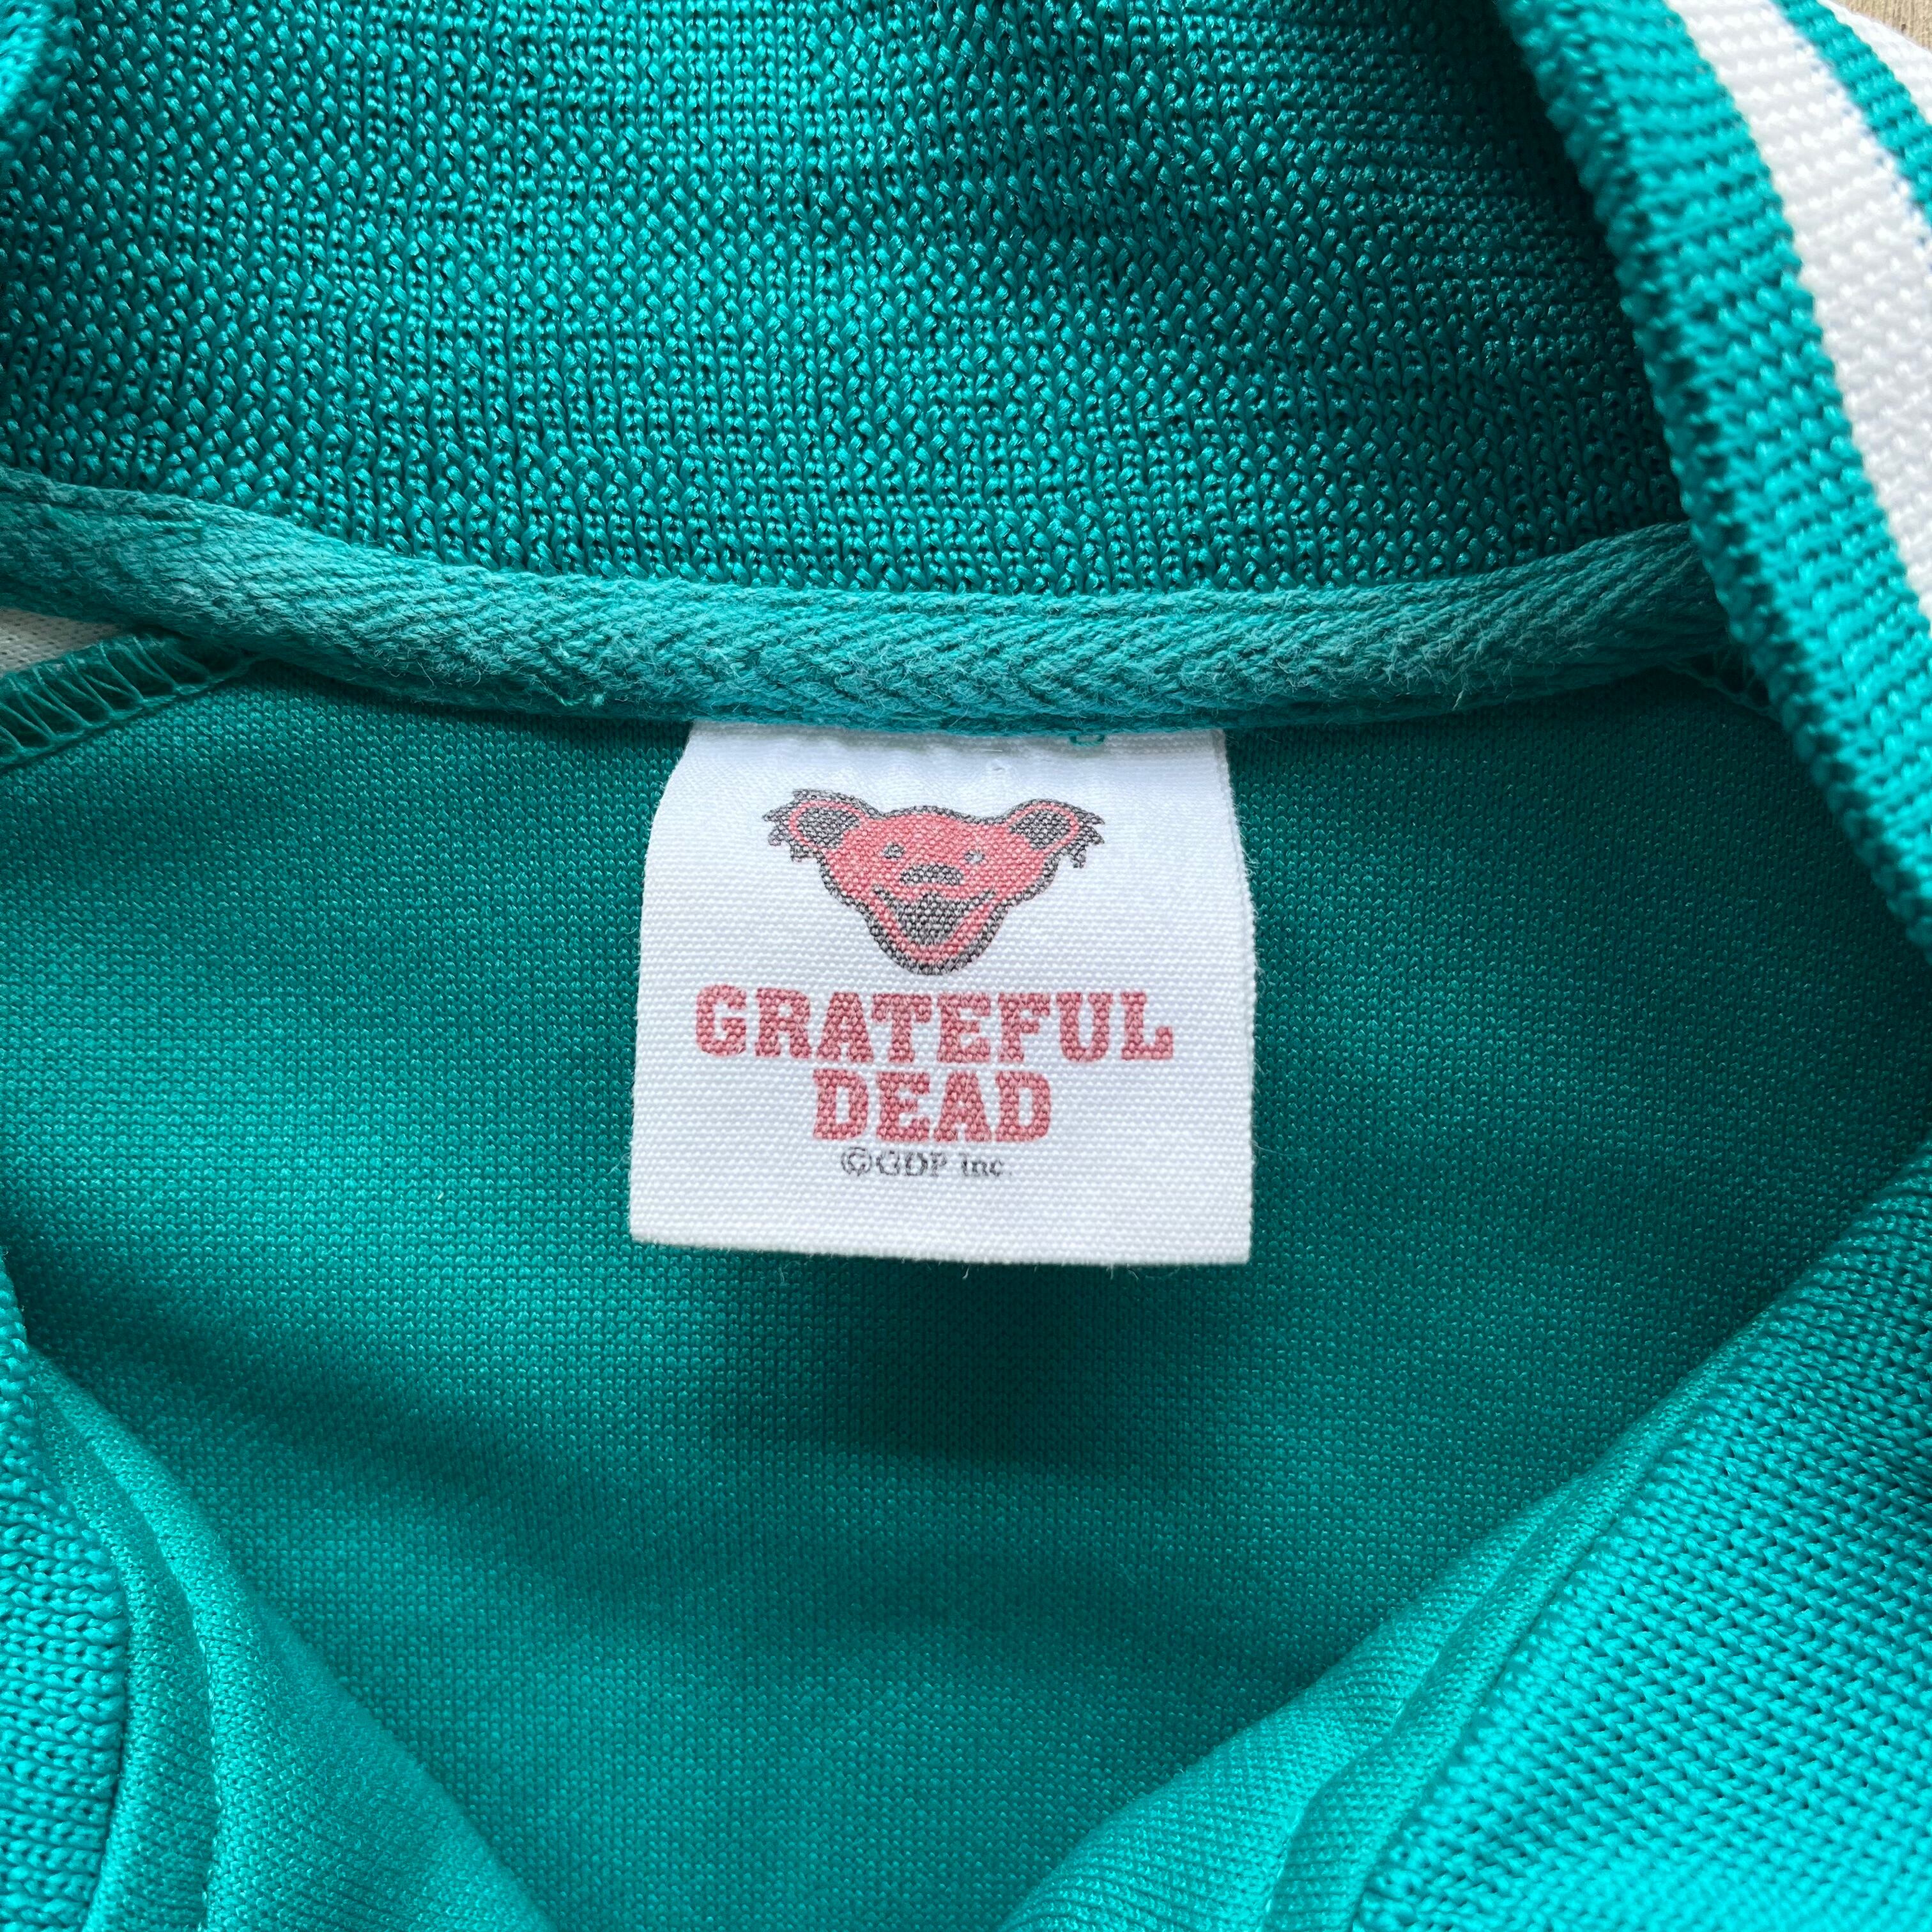 GRATEFUL
DEAD
©GDP Inc.